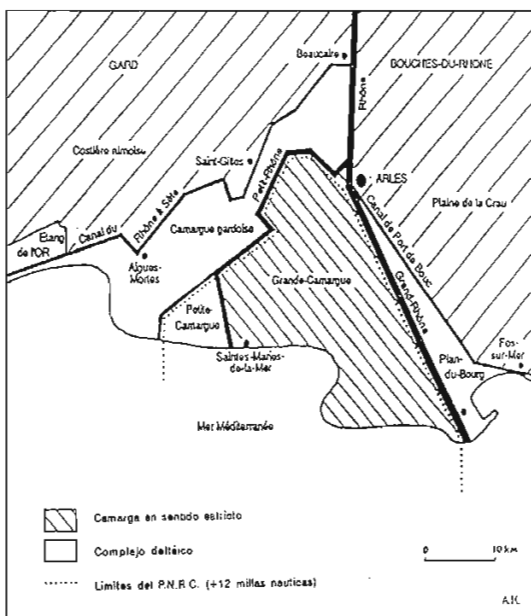 Beaucaire
GARD
BOUCHES-DU-RHONE
Rhône
Costière nîmoise
Saint-Gilles
Petit-Rhône
ARLES
Plaine de la Crau
Canal de Port de Bouc
Etang
de l'OR
Canal du
Rhône à Sète
Camargue gardoise
Aigues-
Mortes
Grande-Camargue
Grand-Rhône
Petite-
Camargue
Saintes-Maries-
de-la-Mer
Fos-
sur-Mer
Plan-
du-Bourg
Mer Méditerranée
Camarga en sentido estricto
Complejo deltáico
Límites del P.N.R.C. (+12 millas nauticas)
0 10 km